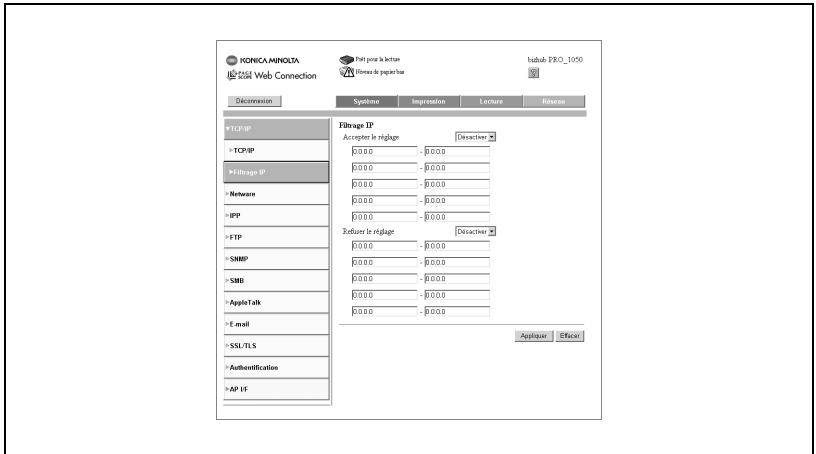 KONICA MINOLTA
PAGE SCOPE Web Connection
Prêt pour la lecture
Niveau de papier bas
bizhub PRO_1050
?
Déconnexion
Système
Impression
Lecture
Réseau
▼TCP/IP
▹TCP/IP
▹Filtrage IP
▹Netware
▹IPP
▹FTP
▹SNMP
▹SMB
▹AppleTalk
▹E-mail
▹SSL/TLS
▹Authentification
▹AP I/F
Filtrage IP
Accepter le réglage Désactiver
0.0.0.0 - 0.0.0.0
0.0.0.0 - 0.0.0.0
0.0.0.0 - 0.0.0.0
0.0.0.0 - 0.0.0.0
0.0.0.0 - 0.0.0.0
Refuser le réglage Désactiver
0.0.0.0 - 0.0.0.0
0.0.0.0 - 0.0.0.0
0.0.0.0 - 0.0.0.0
0.0.0.0 - 0.0.0.0
0.0.0.0 - 0.0.0.0
Appliquer Effacer